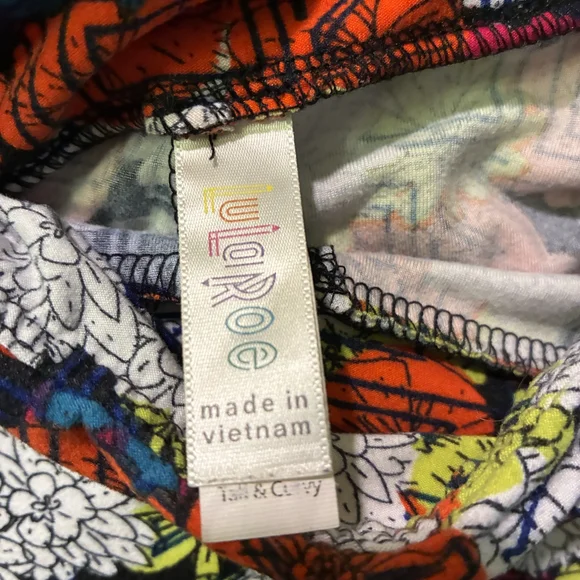 LuLaRoe
made in
vietnam
Tall & Curvy